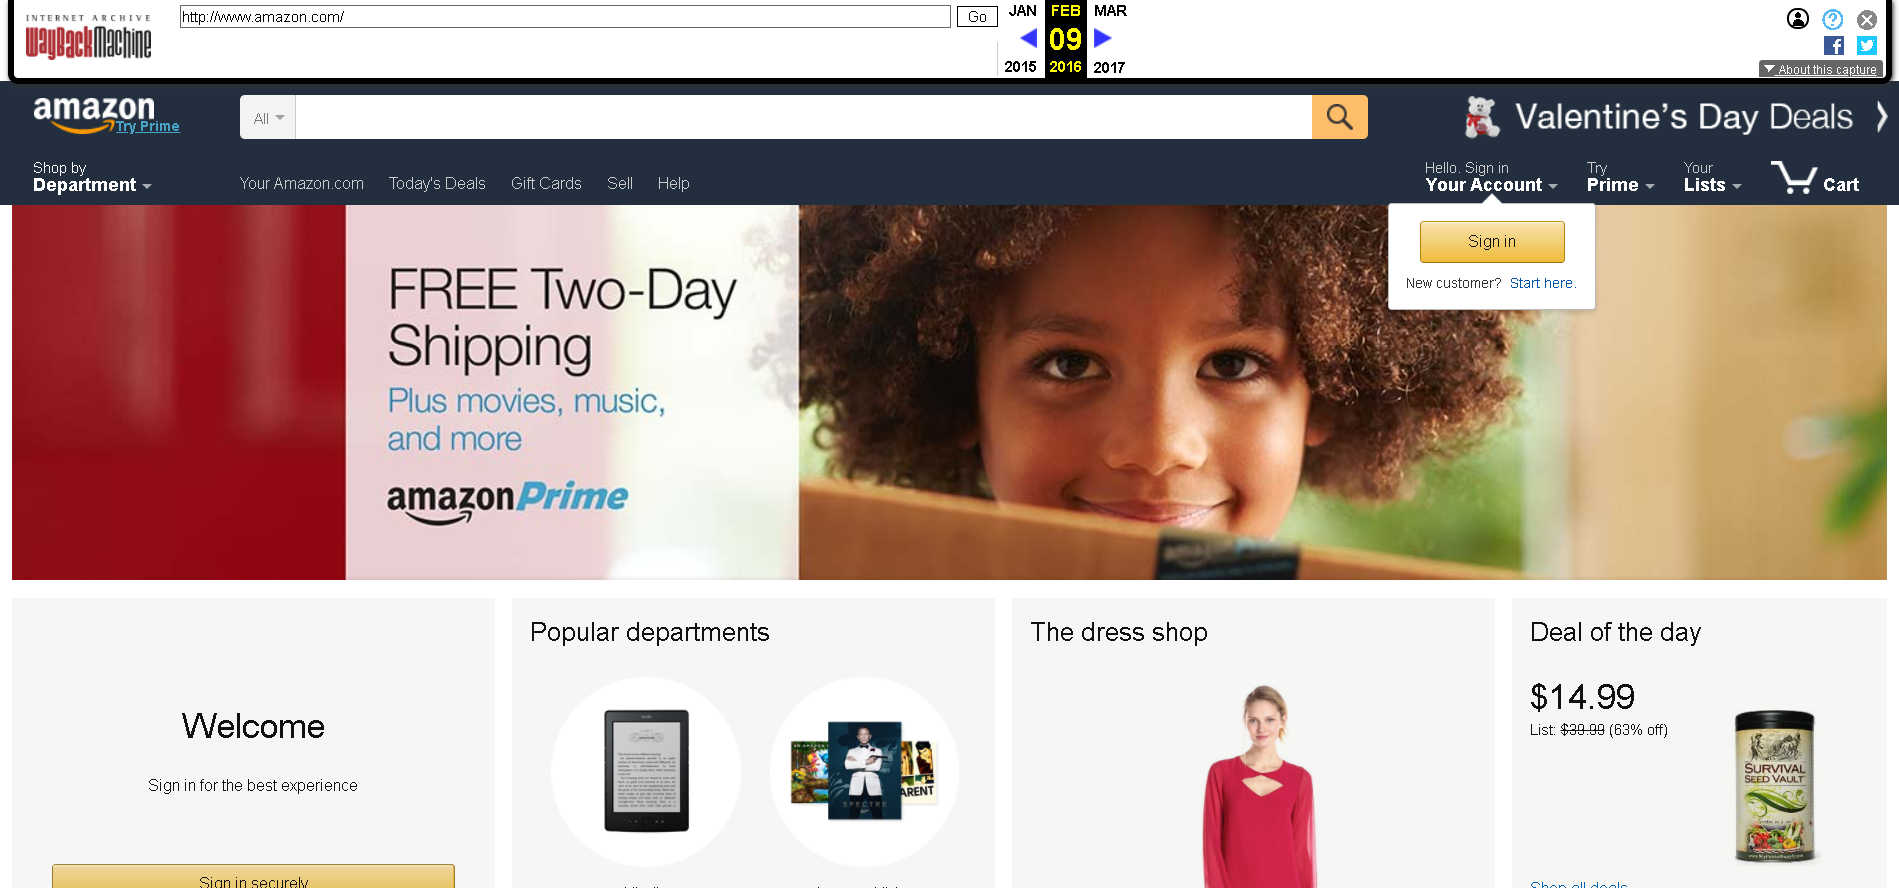 INTERNET ARCHIVE
WayBackMachine
http://www.amazon.com/
Go
JAN FEB MAR
09
2015 2016 2017
About this capture
amazon
Try Prime
All
Valentine's Day Deals
Shop by
Department
Your Amazon.com
Today's Deals
Gift Cards
Sell
Help
Hello. Sign in
Your Account
Try
Prime
Your
Lists
Cart
Sign in
New customer? Start here.
FREE Two-Day
Shipping
Plus movies, music,
and more
amazonPrime
amazon
Welcome
Sign in for the best experience
Sign in securely
Popular departments
kindle
SPECTRE
ARENT
The dress shop
Deal of the day
$14.99
List: $39.99 (63% off)
SURVIVAL
SEED VAULT
Shop all deals